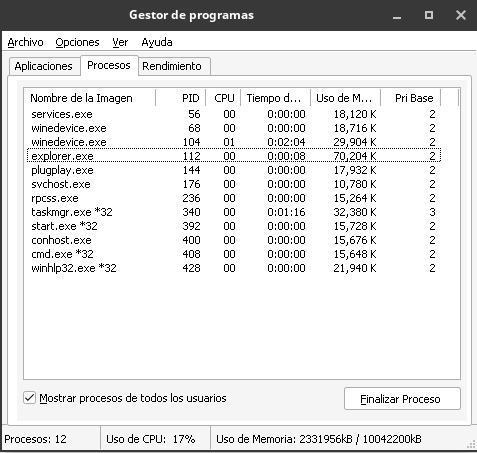 Gestor de programas
Archivo Opciones Ver Ayuda
Aplicaciones Procesos Rendimiento
Nombre de la Imagen PID CPU Tiempo d... Uso de M... Pri Base
services.exe 56 00 0:00:00 18,120 K 2
winedevice.exe 68 00 0:00:00 18,716 K 2
winedevice.exe 104 01 0:02:04 29,904 K 2
explorer.exe 112 00 0:00:08 70,204 K 2
plugplay.exe 144 00 0:00:00 17,932 K 2
svchost.exe 176 00 0:00:00 10,780 K 2
rpcss.exe 236 00 0:00:00 15,264 K 2
taskmgr.exe *32 340 00 0:01:16 32,380 K 3
start.exe *32 392 00 0:00:00 15,728 K 2
conhost.exe 400 00 0:00:00 15,676 K 2
cmd.exe *32 408 00 0:00:00 15,648 K 2
winhlp32.exe *32 428 00 0:00:00 21,940 K 2
Mostrar procesos de todos los usuarios Finalizar Proceso
Procesos: 12 Uso de CPU: 17% Uso de Memoria: 2331956kB / 10042200kB